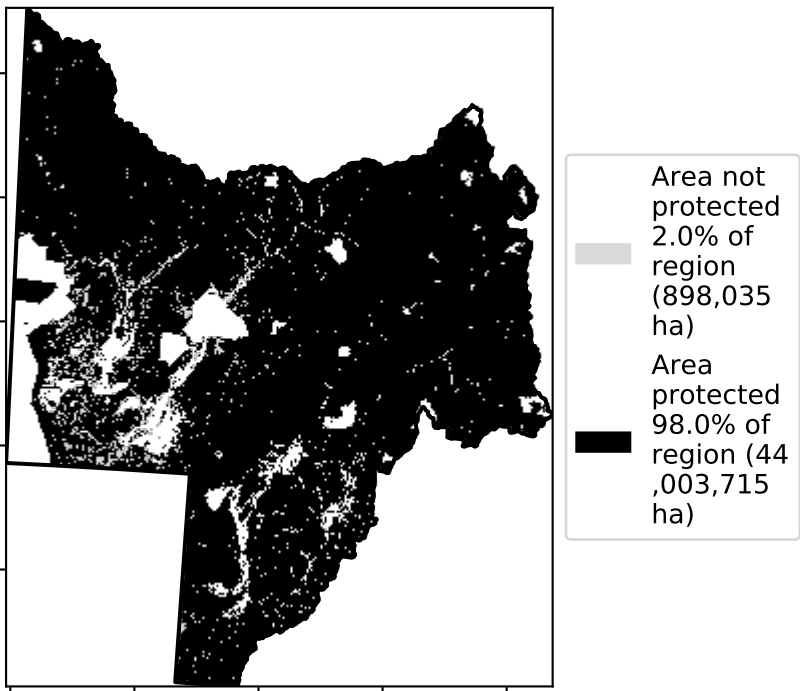 Area not
protected
2.0% of
region
(898,035
ha)
Area
protected
98.0% of
region (44
,003,715
ha)